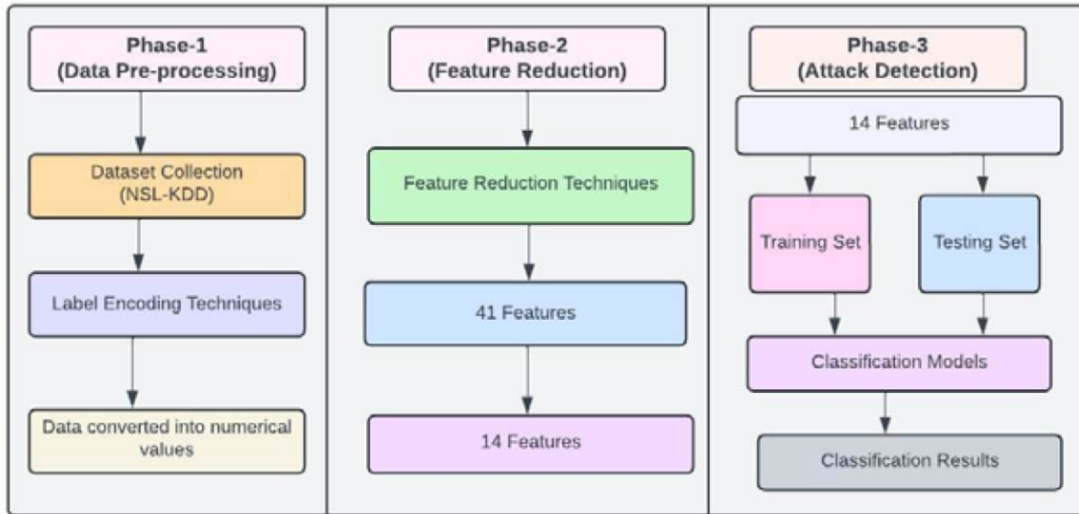 Phase-1
(Data Pre-processing)
Dataset Collection
(NSL-KDD)
Label Encoding Techniques
Data converted into numerical
values
Phase-2
(Feature Reduction)
Feature Reduction Techniques
41 Features
14 Features
Phase-3
(Attack Detection)
14 Features
Training Set
Testing Set
Classification Models
Classification Results